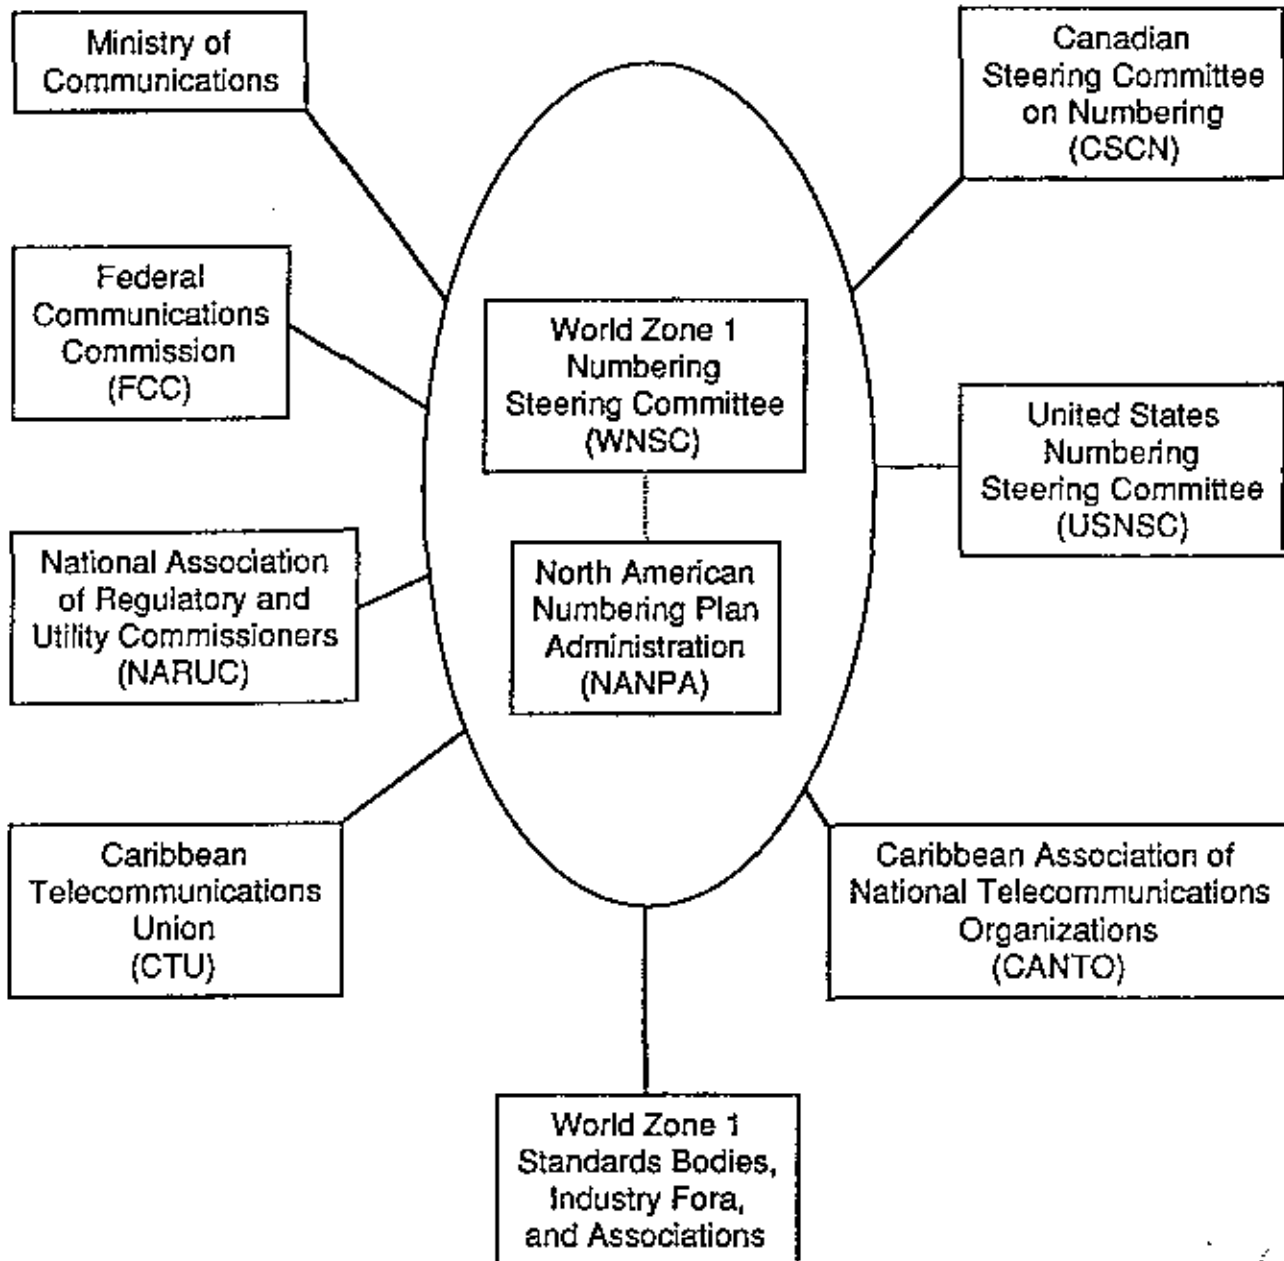 Ministry of
Communications
Canadian
Steering Committee
on Numbering
(CSCN)
Federal
Communications
Commission
(FCC)
World Zone 1
Numbering
Steering Committee
(WNSC)
United States
Numbering
Steering Committee
(USNSC)
National Association
of Regulatory and
Utility Commissioners
(NARUC)
North American
Numbering Plan
Administration
(NANPA)
Caribbean
Telecommunications
Union
(CTU)
Caribbean Association of
National Telecommunications
Organizations
(CANTO)
World Zone 1
Standards Bodies,
Industry Fora,
and Associations